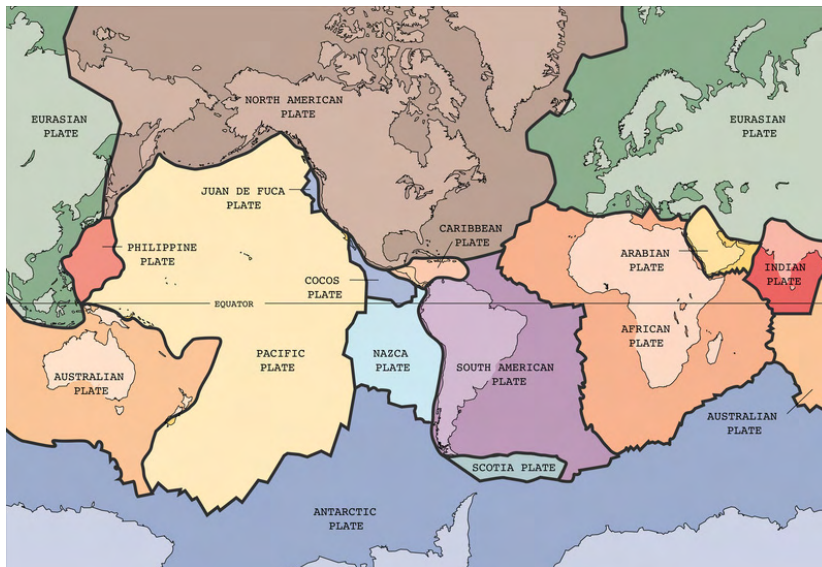 NORTH AMERICAN
PLATE
EURASIAN
PLATE
EURASIAN
PLATE
JUAN DE FUCA
PLATE
CARIBBEAN
PLATE
PHILIPPINE
PLATE
ARABIAN
PLATE
INDIAN
PLATE
COCOS
PLATE
EQUATOR
AFRICAN
PLATE
PACIFIC
PLATE
NAZCA
PLATE
SOUTH AMERICAN
PLATE
AUSTRALIAN
PLATE
AUSTRALIAN
PLATE
SCOTIA PLATE
ANTARCTIC
PLATE